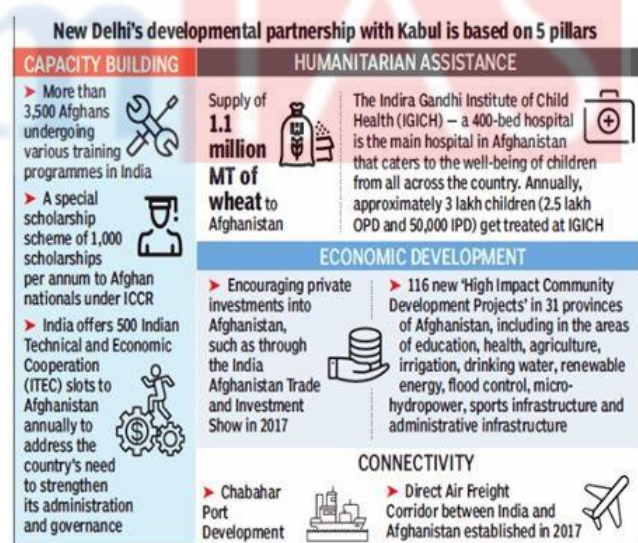 New Delhi's developmental partnership with Kabul is based on 5 pillars
CAPACITY BUILDING
➤ More than
3,500 Afghans
undergoing
various training
programmes in India
➤ A special
scholarship
scheme of 1,000
scholarships
per annum to Afghan
nationals under ICCR
➤ India offers 500 Indian
Technical and Economic
Cooperation
(ITEC) slots to
Afghanistan
annually to
address the
country's need
to strengthen
its administration
and governance
HUMANITARIAN ASSISTANCE
Supply of
1.1
million
MT of
wheat to
Afghanistan
The Indira Gandhi Institute of Child
Health (IGICH) – a 400-bed hospital
is the main hospital in Afghanistan
that caters to the well-being of children
from all across the country. Annually,
approximately 3 lakh children (2.5 lakh
OPD and 50,000 IPD) get treated at IGICH
ECONOMIC DEVELOPMENT
➤ Encouraging private
investments into
Afghanistan,
such as through
the India
Afghanistan Trade
and Investment
Show in 2017
➤ 116 new 'High Impact Community
Development Projects' in 31 provinces
of Afghanistan, including in the areas
of education, health, agriculture,
irrigation, drinking water, renewable
energy, flood control, micro-
hydropower, sports infrastructure and
administrative infrastructure
CONNECTIVITY
➤ Chabahar
Port
Development
➤ Direct Air Freight
Corridor between India and
Afghanistan established in 2017
$